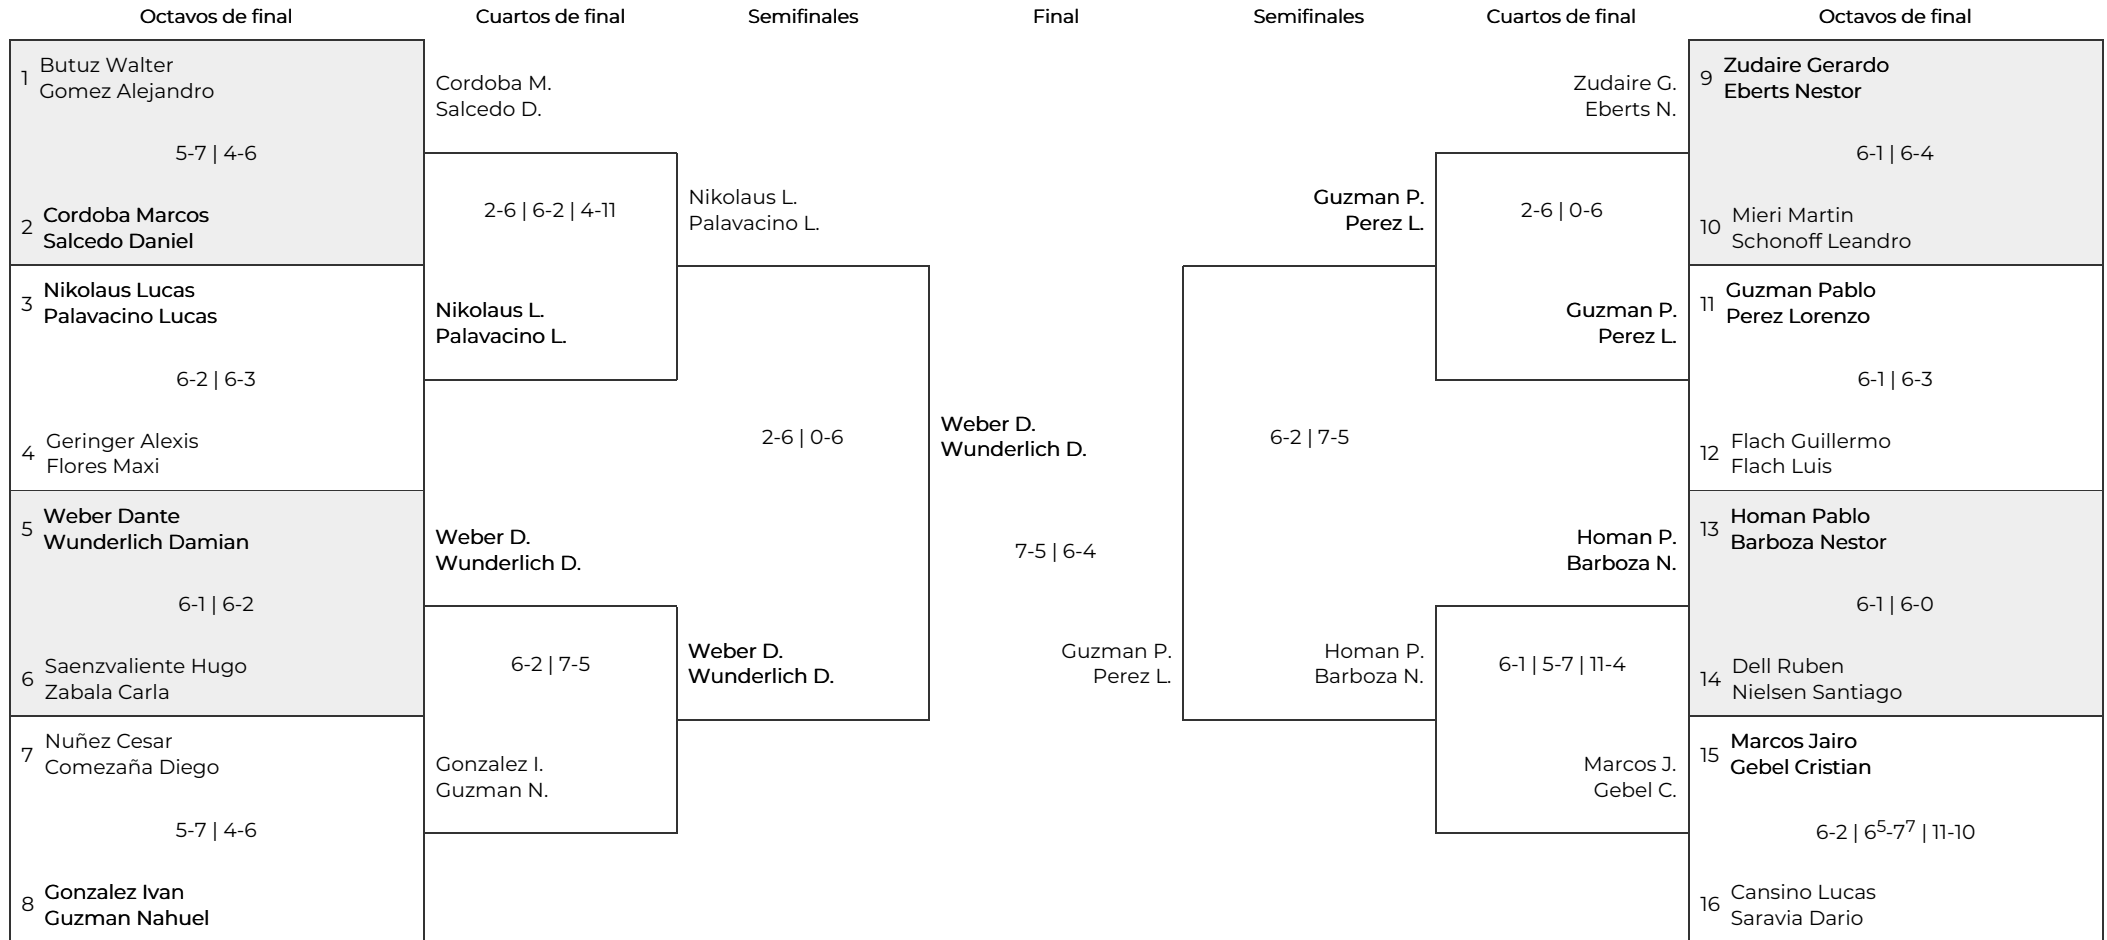 Octavos de final
Cuartos de final
Semifinales
Final
Semifinales
Cuartos de final
Octavos de final
1
Butuz Walter
Gomez Alejandro
5-7 | 4-6
2
Cordoba Marcos
Salcedo Daniel
3
Nikolaus Lucas
Palavacino Lucas
6-2 | 6-3
4
Geringer Alexis
Flores Maxi
5
Weber Dante
Wunderlich Damian
6-1 | 6-2
6
Saenzvaliente Hugo
Zabala Carla
7
Nuñez Cesar
Comezaña Diego
5-7 | 4-6
8
Gonzalez Ivan
Guzman Nahuel
Cordoba M.
Salcedo D.
2-6 | 6-2 | 4-11
Nikolaus L.
Palavacino L.
Weber D.
Wunderlich D.
6-2 | 7-5
Gonzalez I.
Guzman N.
Nikolaus L.
Palavacino L.
2-6 | 0-6
Weber D.
Wunderlich D.
Weber D.
Wunderlich D.
7-5 | 6-4
Guzman P.
Perez L.
Guzman P.
Perez L.
6-2 | 7-5
Homan P.
Barboza N.
Zudaire G.
Eberts N.
2-6 | 0-6
Guzman P.
Perez L.
Homan P.
Barboza N.
6-1 | 5-7 | 11-4
Marcos J.
Gebel C.
9
Zudaire Gerardo
Eberts Nestor
6-1 | 6-4
10
Mieri Martin
Schonoff Leandro
11
Guzman Pablo
Perez Lorenzo
6-1 | 6-3
12
Flach Guillermo
Flach Luis
13
Homan Pablo
Barboza Nestor
6-1 | 6-0
14
Dell Ruben
Nielsen Santiago
15
Marcos Jairo
Gebel Cristian
6-2 | 6⁵-7⁷ | 11-10
16
Cansino Lucas
Saravia Dario